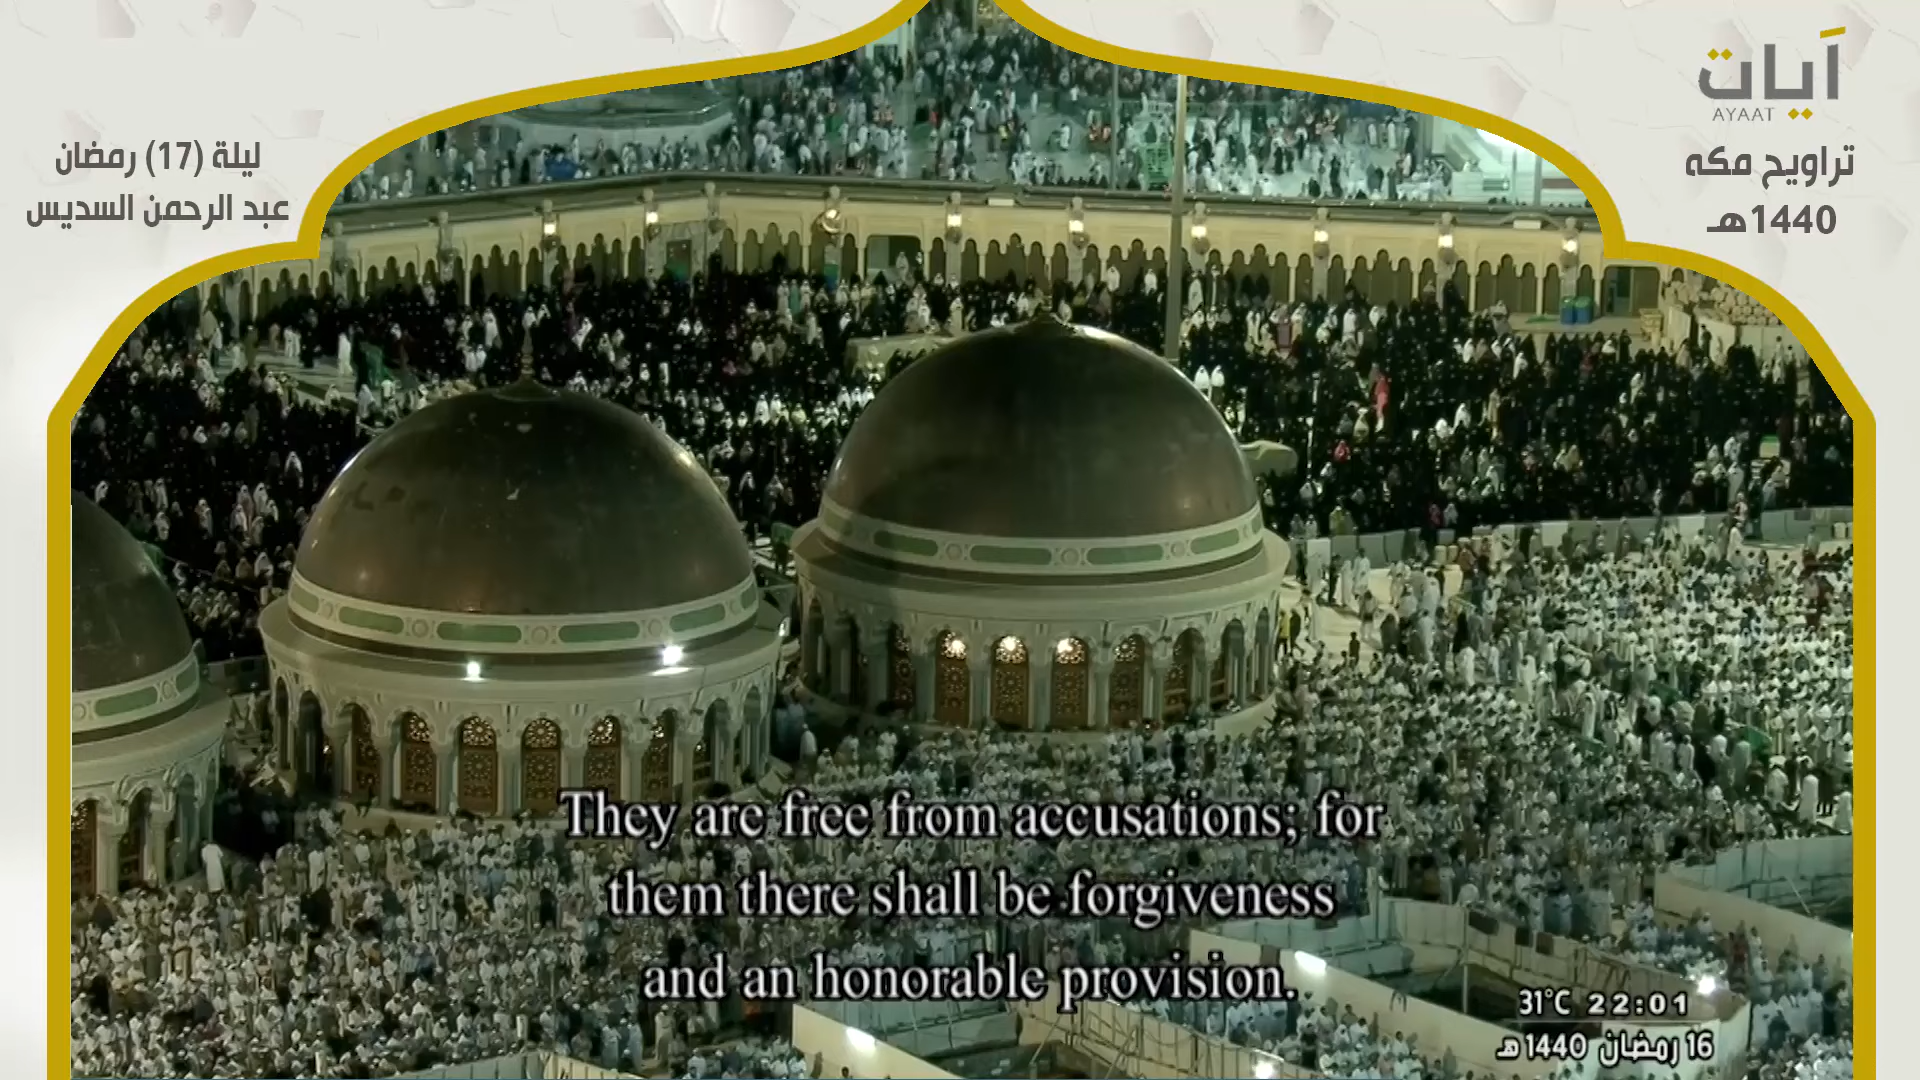 آيات
AYAAT
تراويح مكه
1440هـ
ليلة (17) رمضان
عبد الرحمن السديس
They are free from accusations; for
them there shall be forgiveness
and an honorable provision.
31°C 22:01
16 رمضان 1440هـ